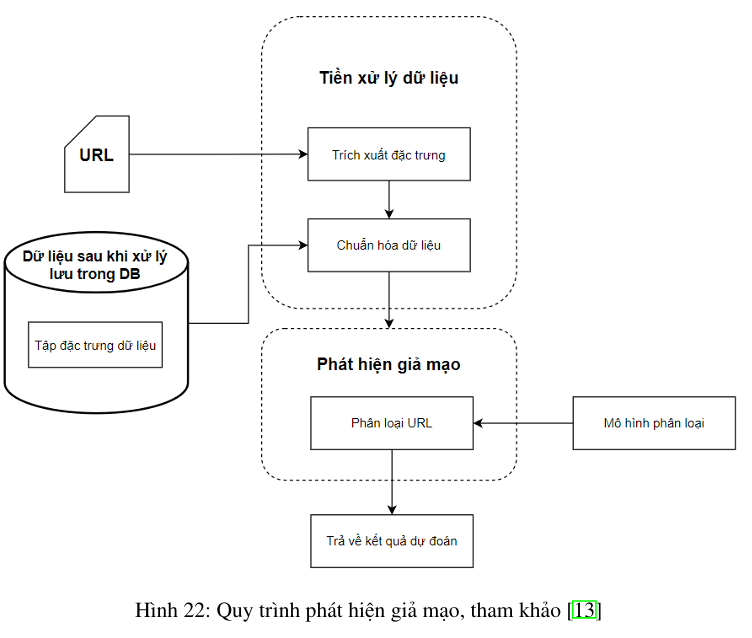 Tiền xử lý dữ liệu
URL
Trích xuất đặc trưng
Chuẩn hóa dữ liệu
Dữ liệu sau khi xử lý
lưu trong DB
Tập đặc trưng dữ liệu
Phát hiện giả mạo
Phân loại URL
Mô hình phân loại
Trả về kết quả dự đoán
Hình 22: Quy trình phát hiện giả mạo, tham khảo [13]